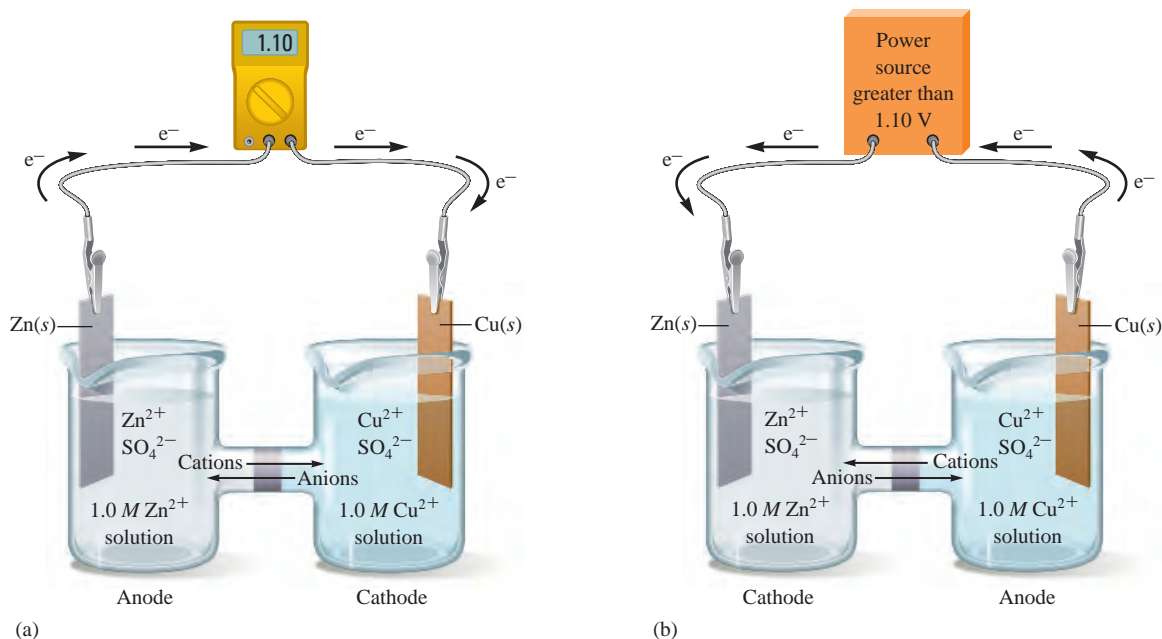 1.10
e⁻
e⁻
e⁻
e⁻
Zn(s)
Cu(s)
Zn²⁺
SO₄²⁻
Cu²⁺
SO₄²⁻
Cations
Anions
1.0 M Zn²⁺
solution
1.0 M Cu²⁺
solution
Anode
Cathode
(a)
Power
source
greater than
1.10 V
e⁻
e⁻
e⁻
e⁻
Zn(s)
Cu(s)
Zn²⁺
SO₄²⁻
Cu²⁺
SO₄²⁻
Cations
Anions
1.0 M Zn²⁺
solution
1.0 M Cu²⁺
solution
Cathode
Anode
(b)